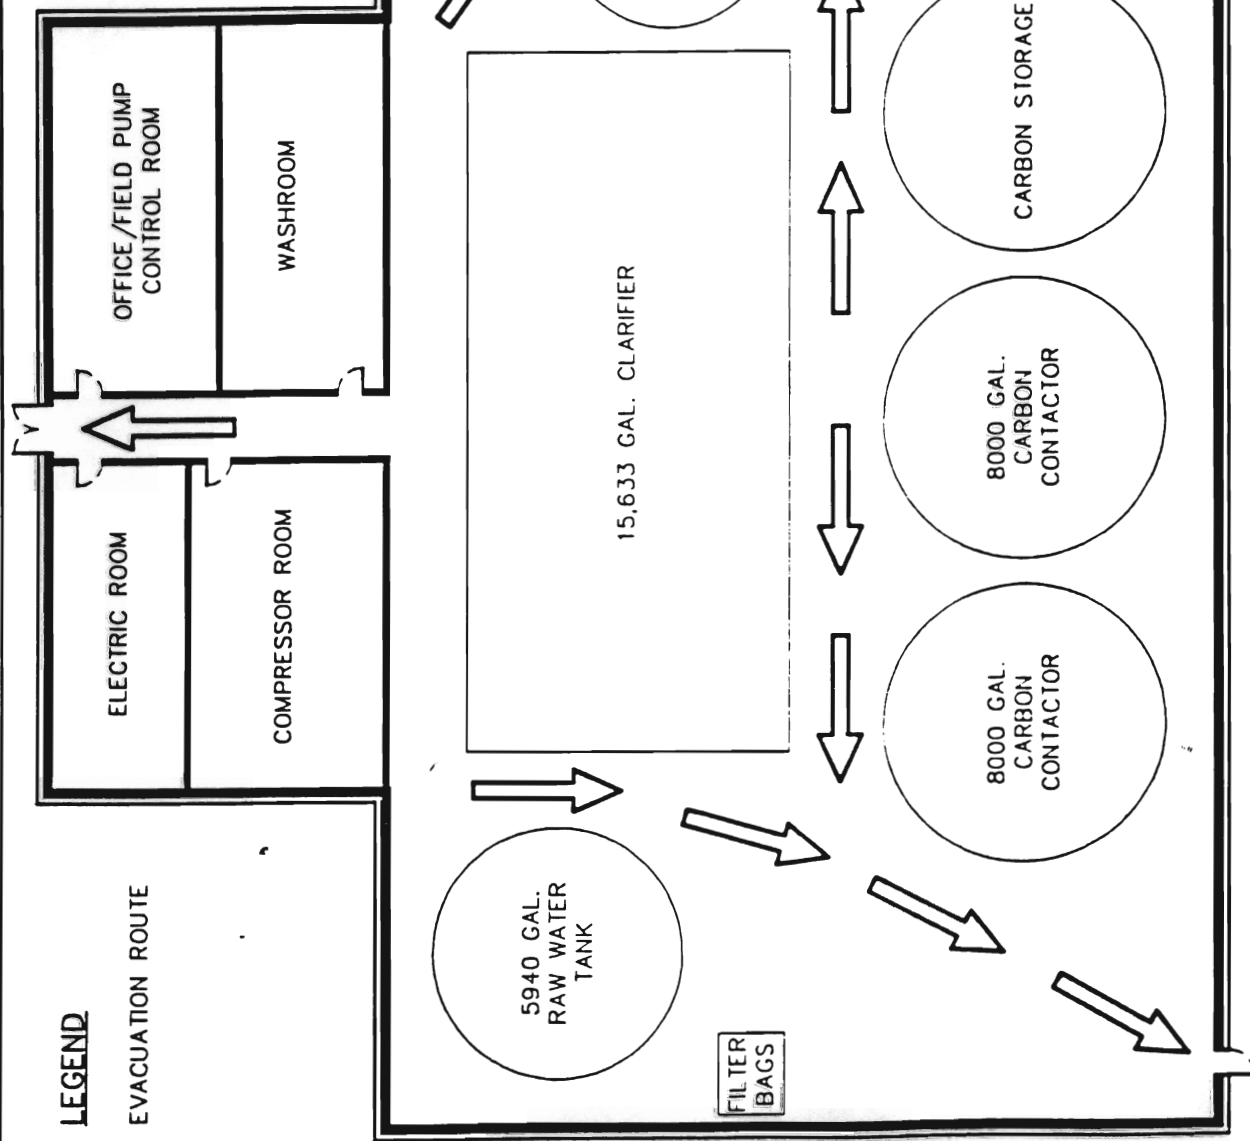 OFFICE/FIELD PUMP
CONTROL ROOM
WASHROOM
ELECTRIC ROOM
COMPRESSOR ROOM
15,633 GAL. CLARIFIER
CARBON STORAGE
8000 GAL.
CARBON
CONTACTOR
8000 GAL.
CARBON
CONTACTOR
5940 GAL.
RAW WATER
TANK
FILTER
BAGS
LEGEND
EVACUATION ROUTE